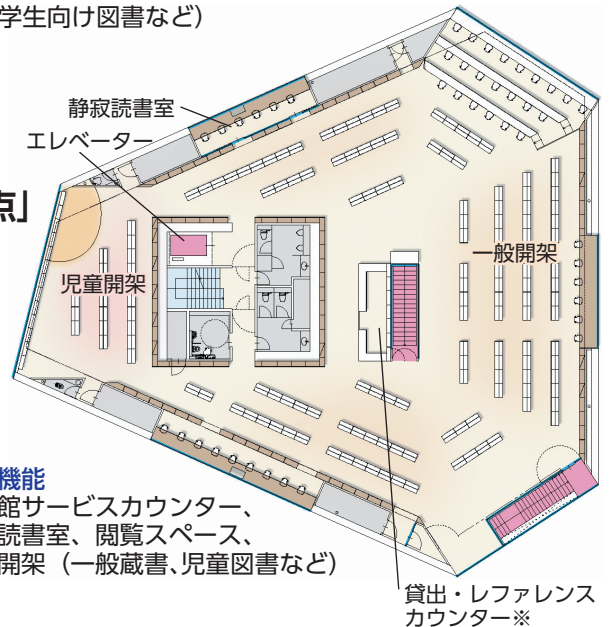 学生向け図書など）
静寂読書室
エレベーター
点」
児童開架
一般開架
機能
館サービスカウンター、
読書室、閲覧スペース、
開架（一般蔵書、児童図書など）
貸出・レファレンス
カウンター※